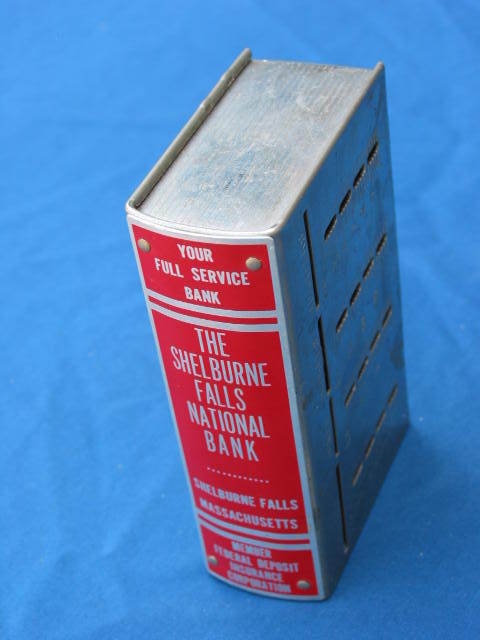 YOUR
FULL SERVICE
BANK
THE
SHELBURNE
FALLS
NATIONAL
BANK
............
SHELBURNE FALLS
MASSACHUSETTS
MEMBER
FEDERAL DEPOSIT
INSURANCE
CORPORATION